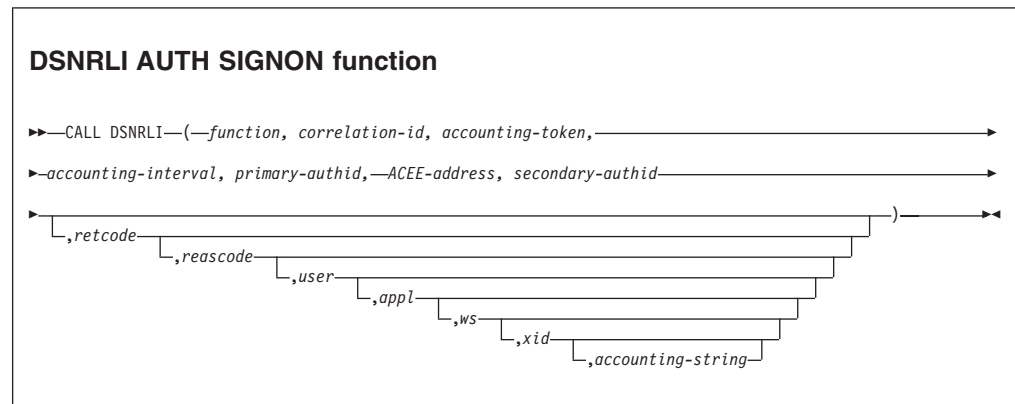 DSNRLI AUTH SIGNON function
CALL DSNRLI ( function, correlation-id, accounting-token,
accounting-interval, primary-authid, ACEE-address, secondary-authid
)
,retcode
,reascode
,user
,appl
,ws
,xid
,accounting-string